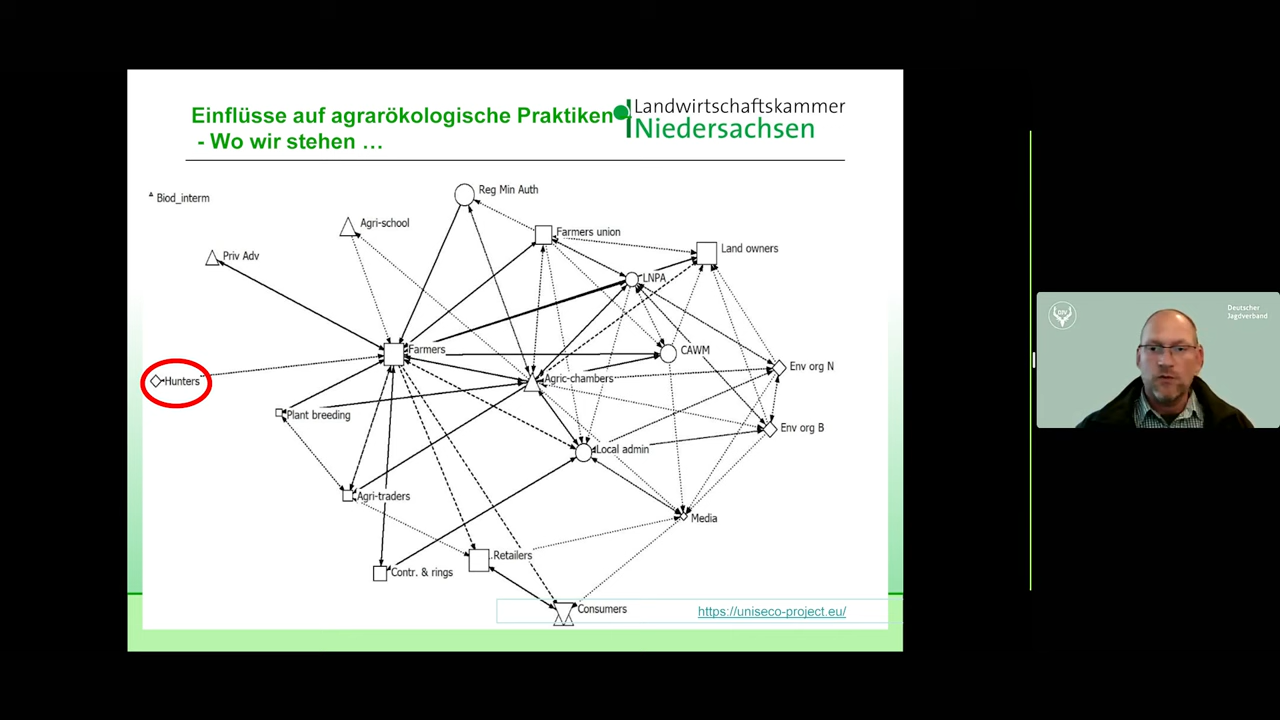 Einflüsse auf agrarökologische Praktiken
- Wo wir stehen …
Landwirtschaftskammer
Niedersachsen
Biod_interm
Reg Min Auth
Agri-school
Farmers union
Land owners
Priv Adv
LNPA
Farmers
CAWM
Env org N
Hunters
Agric-chambers
Plant breeding
Env org B
Local admin
Agri-traders
Media
Retailers
Contr. & rings
Consumers
https://uniseco-project.eu/
DJV
Deutscher
Jagdverband